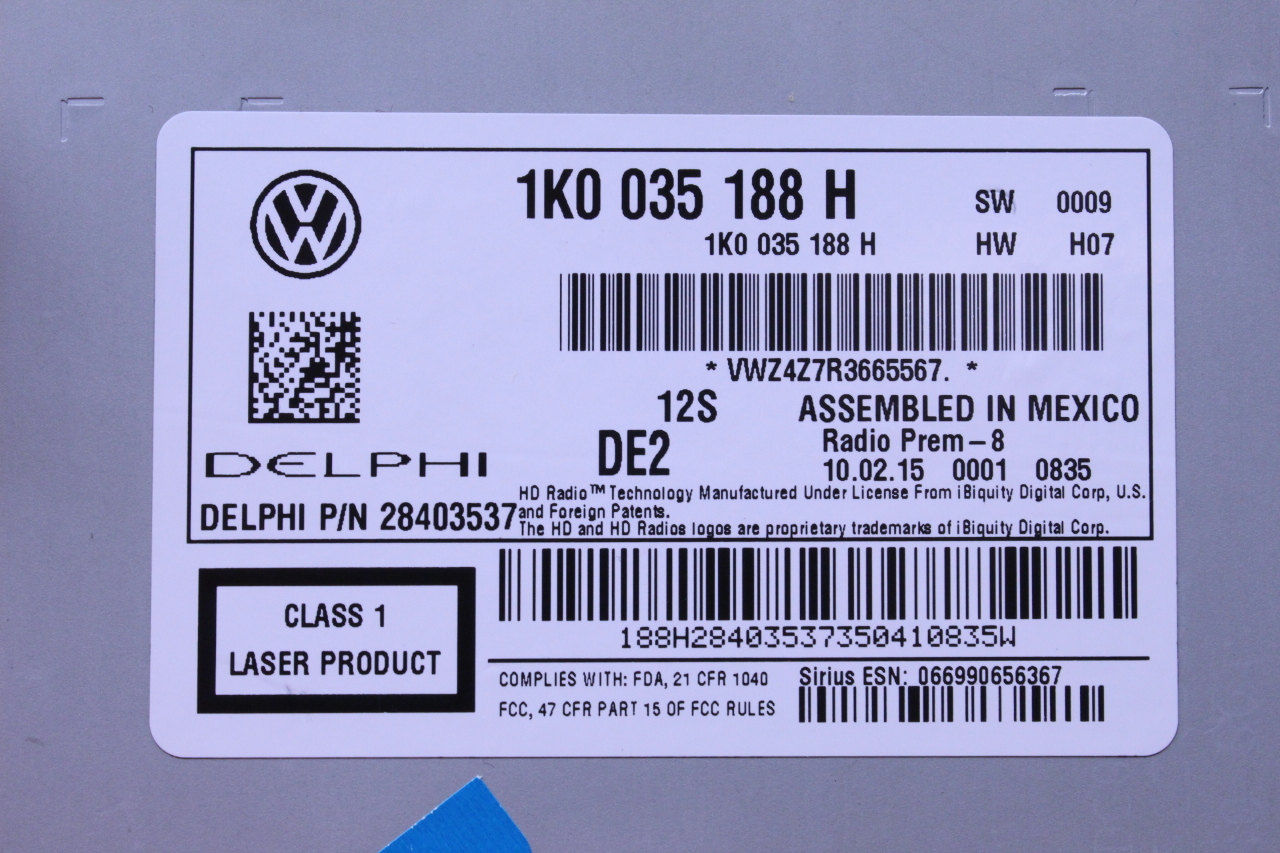 1K0 035 188 H SW 0009
1K0 035 188 H HW H07
* VWZ4Z7R3665567. *
12S ASSEMBLED IN MEXICO
DE2 Radio Prem-8
10.02.15 0001 0835
DELPHI
DELPHI P/N 28403537
HD Radio™ Technology Manufactured Under License From iBiquity Digital Corp, U.S.
and Foreign Patents.
The HD and HD Radios logos are proprietary trademarks of iBiquity Digital Corp.
188H28403537350410835W
CLASS 1
LASER PRODUCT
COMPLIES WITH: FDA, 21 CFR 1040
FCC, 47 CFR PART 15 OF FCC RULES
Sirius ESN: 066990656367